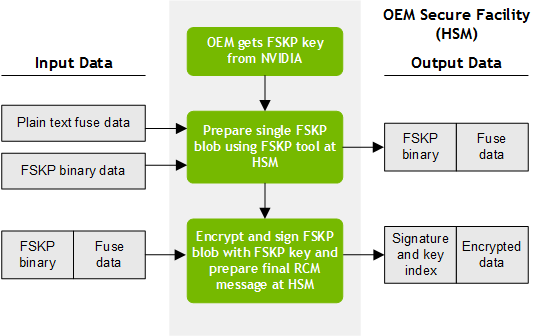 OEM Secure Facility
(HSM)
Input Data
Output Data
OEM gets FSKP key
from NVIDIA
Plain text fuse data
FSKP binary data
Prepare single FSKP
blob using FSKP tool at
HSM
FSKP
binary
Fuse
data
FSKP
binary
Fuse
data
Encrypt and sign FSKP
blob with FSKP key and
prepare final RCM
message at HSM
Signature
and key
index
Encrypted
data